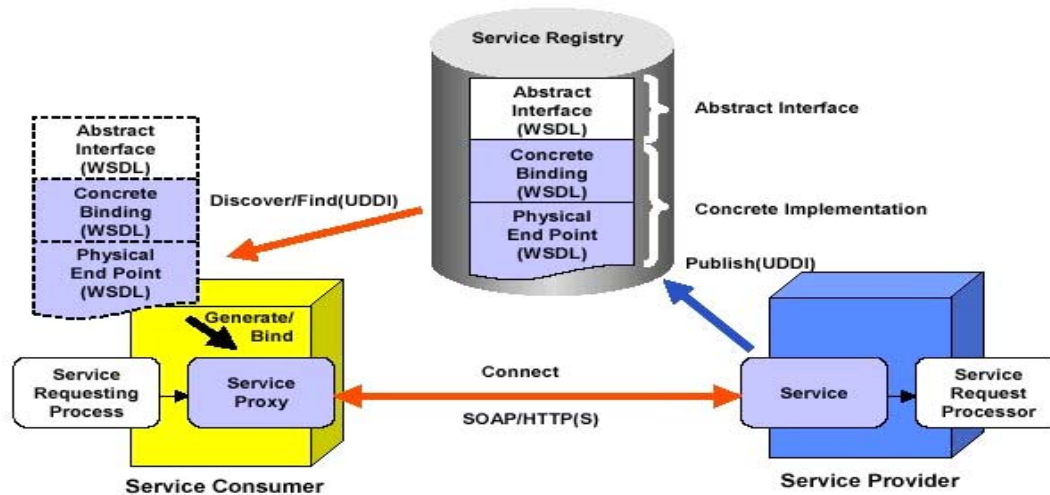 Service Registry
Abstract
Interface
(WSDL)
Concrete
Binding
(WSDL)
Physical
End Point
(WSDL)
Abstract Interface
Concrete Implementation
Abstract
Interface
(WSDL)
Concrete
Binding
(WSDL)
Physical
End Point
(WSDL)
Discover/Find(UDDI)
Publish(UDDI)
Generate/
Bind
Service
Requesting
Process
Service
Proxy
Connect
SOAP/HTTP(S)
Service
Service
Request
Processor
Service Consumer
Service Provider